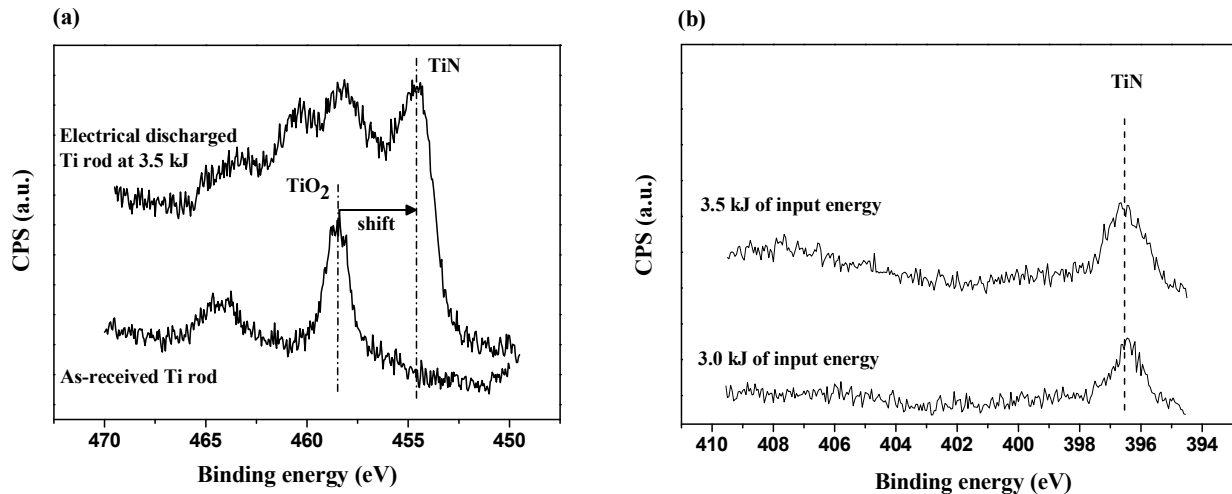 (a)
TiN
Electrical discharged
Ti rod at 3.5 kJ
TiO2
shift
As-received Ti rod
CPS (a.u.)
470 465 460 455 450
Binding energy (eV)
(b)
TiN
3.5 kJ of input energy
3.0 kJ of input energy
CPS (a.u.)
410 408 406 404 402 400 398 396 394
Binding energy (eV)